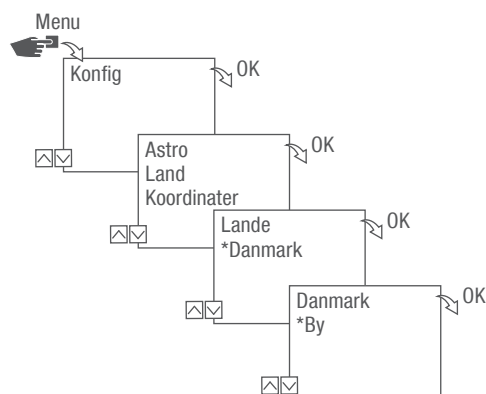 Menu
Konfig
OK
Astro
Land
Koordinater
OK
Lande
*Danmark
OK
Danmark
*By
OK